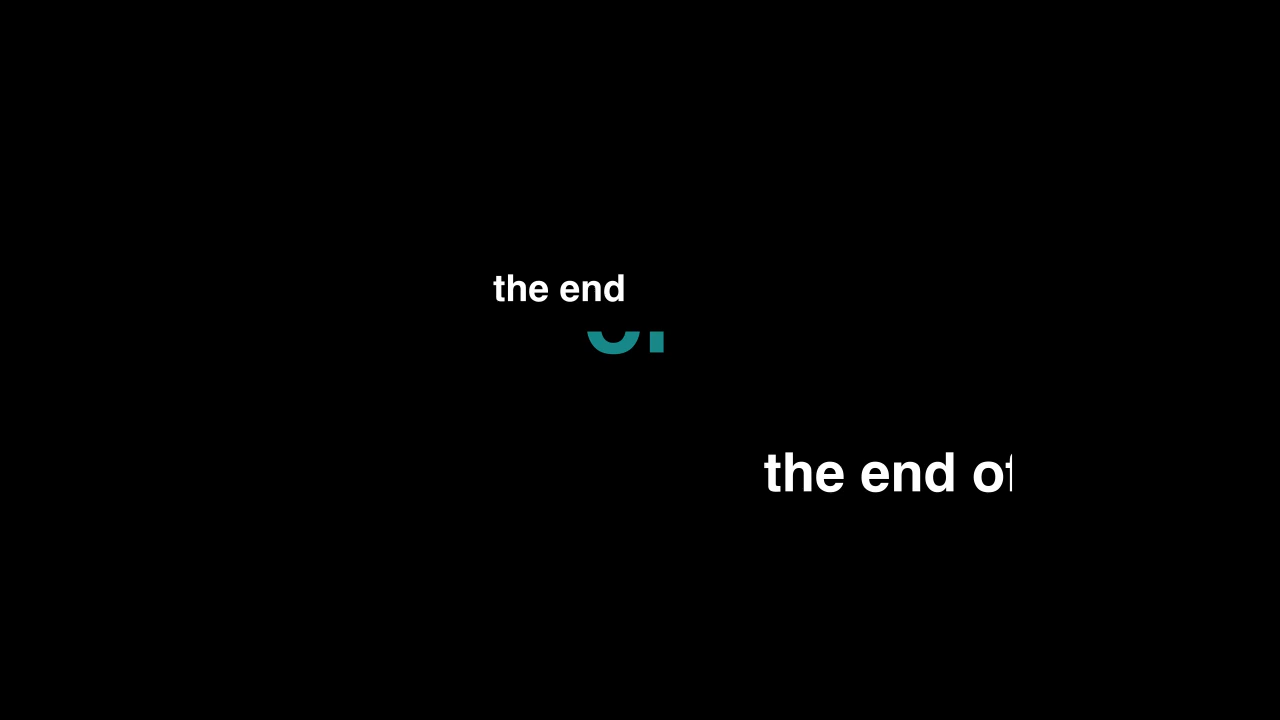 the end
the end of